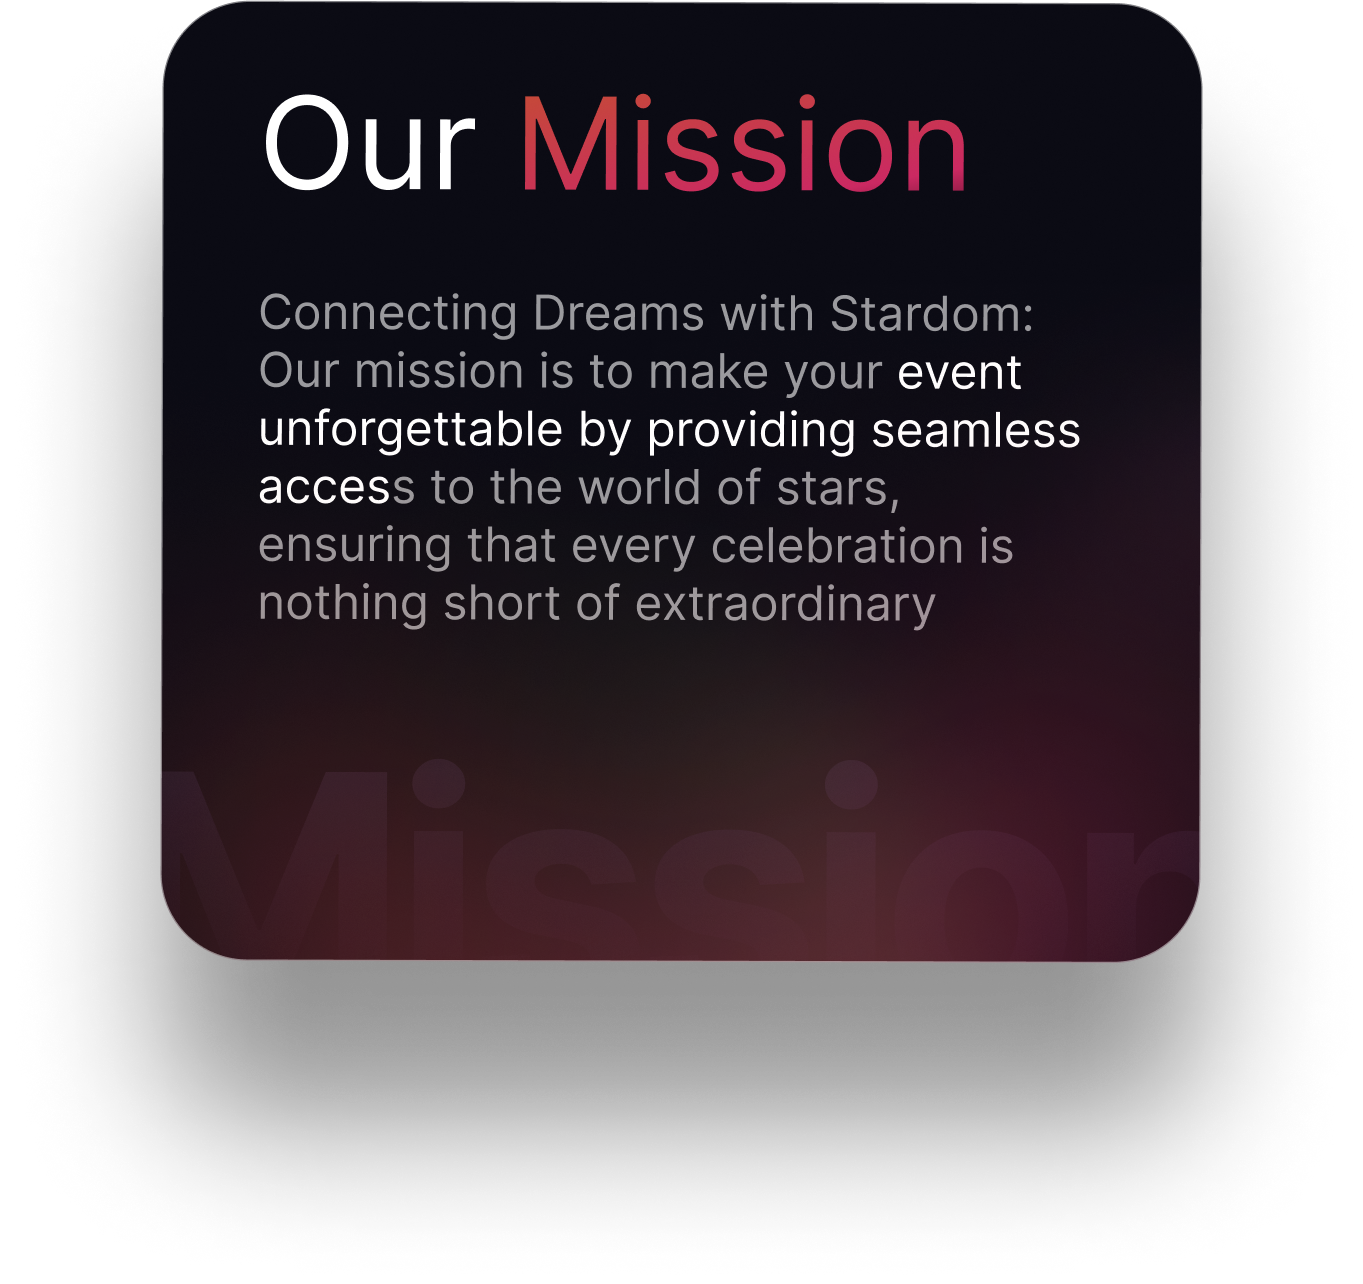 Our Mission
Connecting Dreams with Stardom:
Our mission is to make your event
unforgettable by providing seamless
access to the world of stars,
ensuring that every celebration is
nothing short of extraordinary
Mission